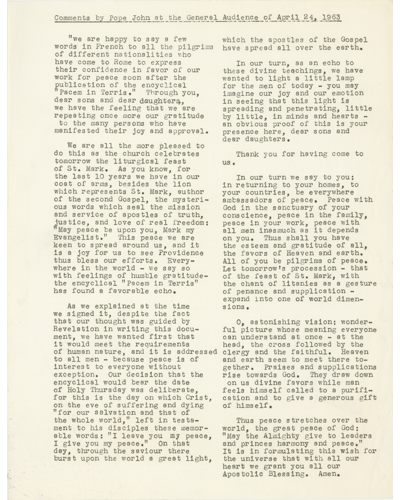 Comments by Pope John at the General Audience of April 24, 1963
"We are happy to say a few
words in French to all the pilgrims
of different nationalities who
have come to Rome to express
their confidence in favor of our
work for peace soon after the
publication of the encyclical
"Pacem in Terris." Through you,
dear sons and dear daughters,
we have the feeling that we are
repeating once more our gratitude
to the many persons who have
manifested their joy and approval.
We are all the more pleased to
do this as the church celebrates
tomorrow the liturgical feast
of St. Mark. As you know, for
the last 10 years we have in our
coat of arms, besides the lion
which represents St. Mark, author
of the second Gospel, the mysteri-
ous words which seal the mission
and service of apostles of truth,
justice, and love of real freedom:
"May peace be upon you, Mark my
Evangelist." This peace we are
keen to spread around us, and it
is a joy for us to see Providence
thus bless our efforts. Every-
where in the world - we say so
with feelings of humble gratitude-
the encyclical "Pacem in Terris"
has found a favorable echo.
As we explained at the time
we signed it, despite the fact
that our thought was guided by
Revelation in writing this docu-
ment, we have wanted first that
it would meet the requirements
of human nature, and it is addressed
to all men - because peace is of
interest to everyone without
exception. Our decision that the
encyclical would bear the date
of Holy Thursday was deliberate,
for this is the day on which Christ,
on the eve of suffering and dying
"for our salvation and that of
the whole world," left in testa-
ment to his disciples these memor-
able words: "I leave you my peace,
I give you my peace." On that
day, through the saviour there
burst upon the world a great light,
which the apostles of the Gospel
have spread all over the earth.
In our turn, as an echo to
these divine teachings, we have
wanted to light a little lamp
for the men of today - you may
imagine our joy and our emotion
in seeing that this light is
spreading and penetrating, little
by little, in minds and hearts -
an obvious proof of this is your
presence here, dear sons and
dear daughters.
Thank you for having come to
us.
In our turn we say to you:
in returning to your homes, to
your countries, be everywhere
ambassadors of peace. Peace with
God in the sanctuary of your
conscience, peace in the family,
peace in your work, peace with
all men inasmuch as it depends
on you. Thus shall you have
the esteem and gratitude of all,
the favors of Heaven and earth.
All of you be pilgrims of peace.
Let tomorrow's procession - that
of the feast of St. Mark, with
the chant of litanies as a gesture
of penance and supplication -
expand into one of world dimen-
sions.
O, astonishing vision; wonder-
ful picture whose meaning everyone
can understand at once - at the
head, the cross followed by the
clergy and the faithful. Heaven
and earth seem to meet there to-
gether. Praises and supplications
rise towards God. They draw down
on us divine favors while man
feels himself called to a purifi-
cation and to give a generous gift
of himself.
Thus peace stretches over the
world, the great peace of God;
"May the Almighty give to leaders
and princes harmony and peace."
It is in formulating this wish for
the universe that with all our
heart we grant you all our
Apostolic Blessing. Amen.